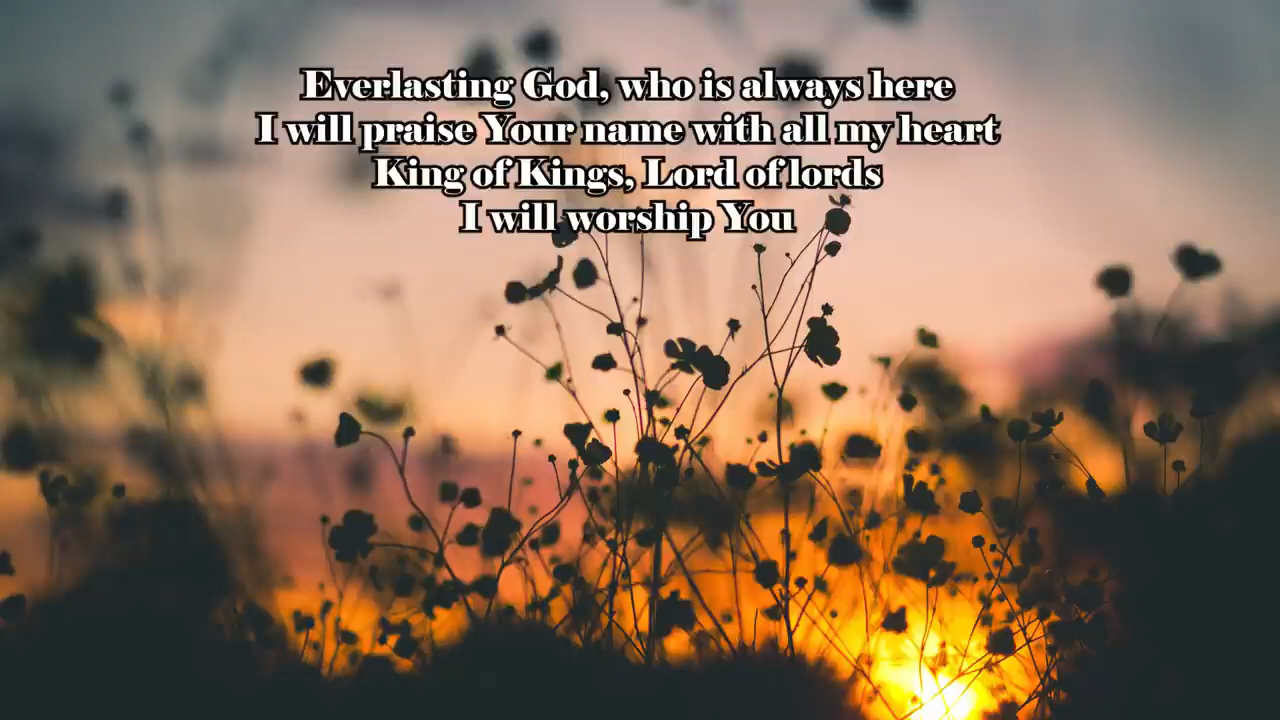 Everlasting God, who is always here
I will praise Your name with all my heart
King of Kings, Lord of lords
I will worship You